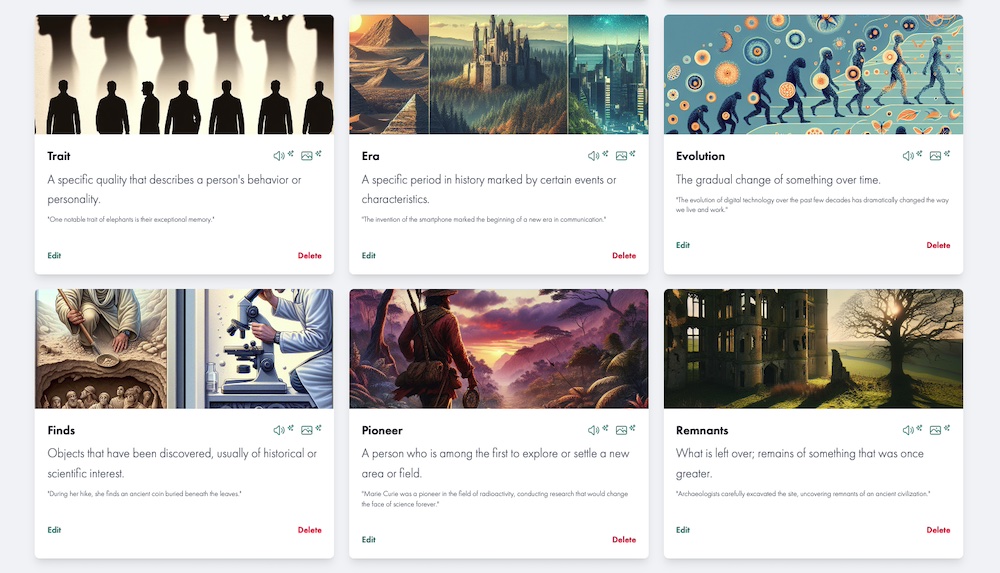 Trait
A specific quality that describes a person's behavior or
personality.
"One notable trait of elephants is their exceptional memory."
Edit
Delete
Era
A specific period in history marked by certain events or
characteristics.
"The invention of the smartphone marked the beginning of a new era in communication."
Edit
Delete
Evolution
The gradual change of something over time.
"The evolution of digital technology over the past few decades has dramatically changed the way
we live and work."
Edit
Delete
Finds
Objects that have been discovered, usually of historical or
scientific interest.
"During her hike, she finds an ancient coin buried beneath the leaves."
Edit
Delete
Pioneer
A person who is among the first to explore or settle a new
area or field.
"Marie Curie was a pioneer in the field of radioactivity, conducting research that would change
the face of science forever."
Edit
Delete
Remnants
What is left over; remains of something that was once
greater.
"Archaeologists carefully excavated the site, uncovering remnants of an ancient civilization."
Edit
Delete